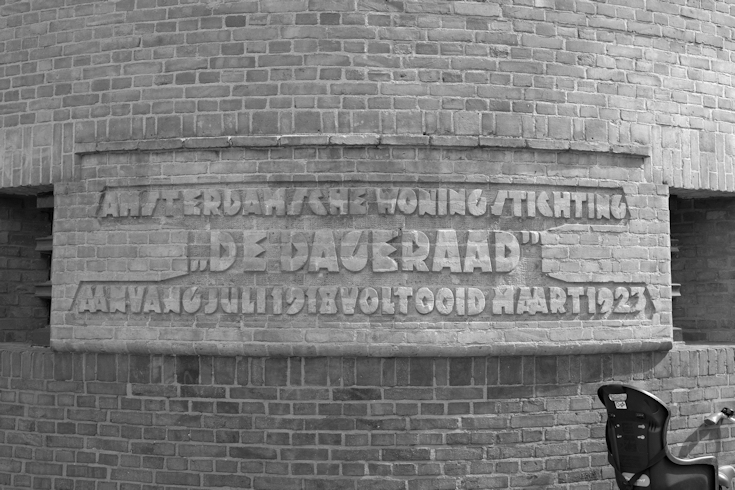 AMSTERDAMSCHE WONINGSTICHTING
„DE DAGERAAD”
AANVANG JULI 1918 VOLTOOID MAART 1923